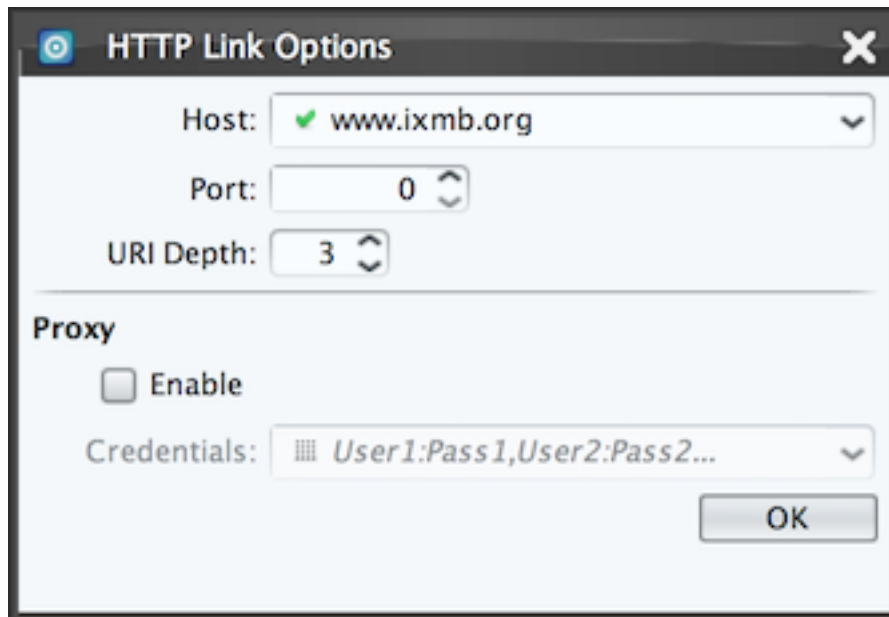 HTTP Link Options
Host: www.ixmb.org
Port: 0
URI Depth: 3
Proxy
Enable
Credentials: User1:Pass1,User2:Pass2...
OK